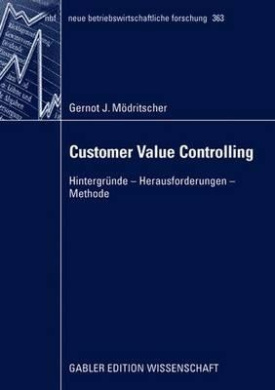 nbf neue betriebswirtschaftliche forschung 363
Gernot J. Mödritscher
Customer Value Controlling
Hintergründe – Herausforderungen –
Methode
GABLER EDITION WISSENSCHAFT